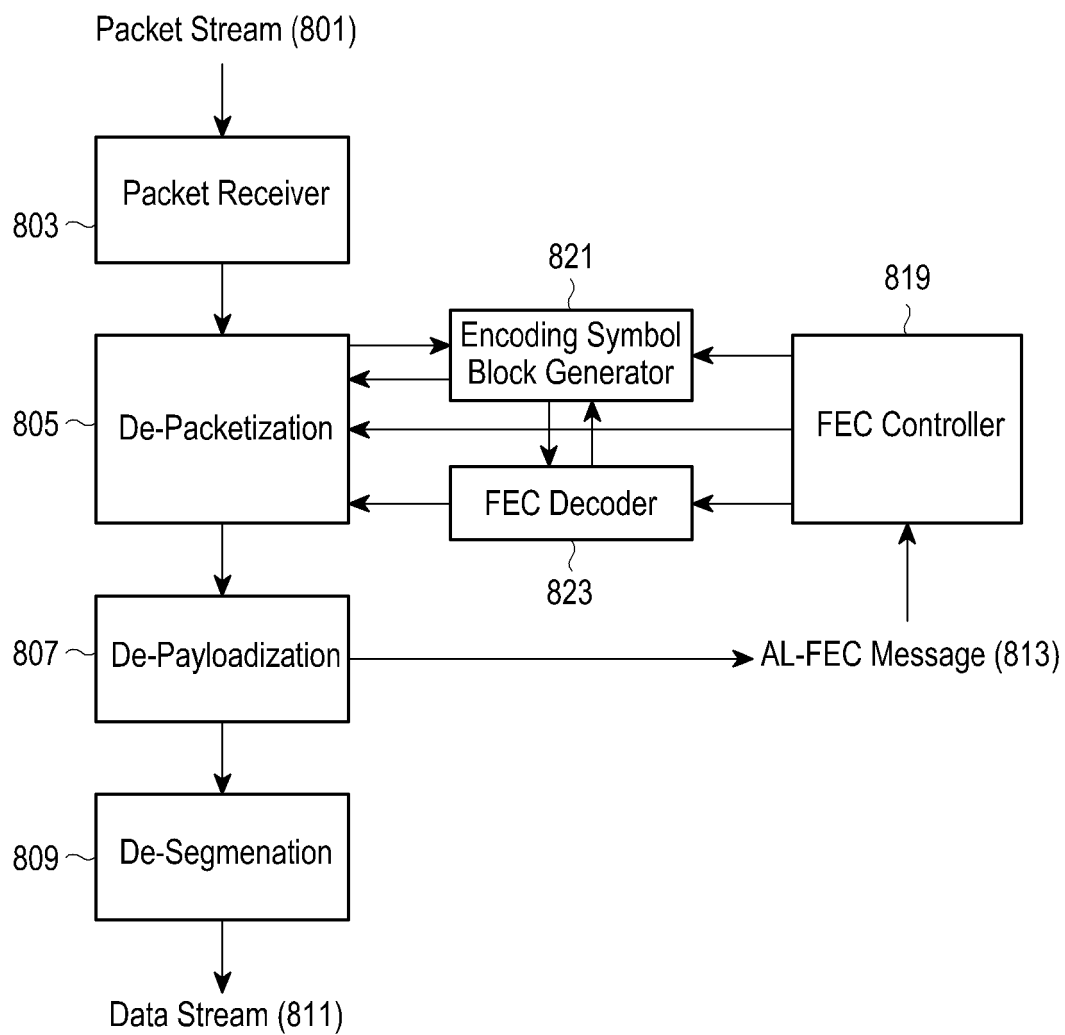 Packet Stream (801)
Packet Receiver
803
821
819
Encoding Symbol
Block Generator
805
De-Packetization
FEC Controller
FEC Decoder
823
807
De-Payloadization
AL-FEC Message (813)
809
De-Segmenation
Data Stream (811)